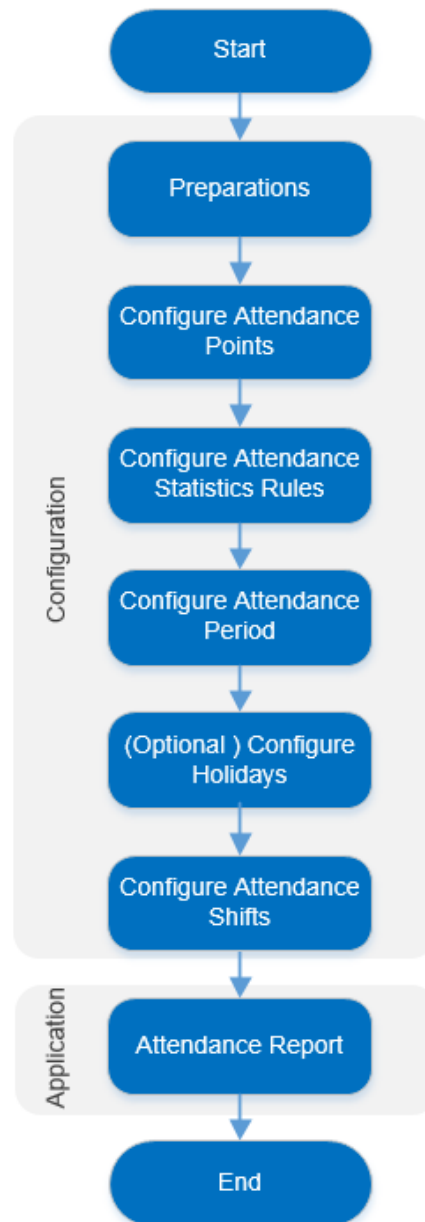 Start
Configuration
Preparations
Configure Attendance
Points
Configure Attendance
Statistics Rules
Configure Attendance
Period
(Optional ) Configure
Holidays
Configure Attendance
Shifts
Application
Attendance Report
End